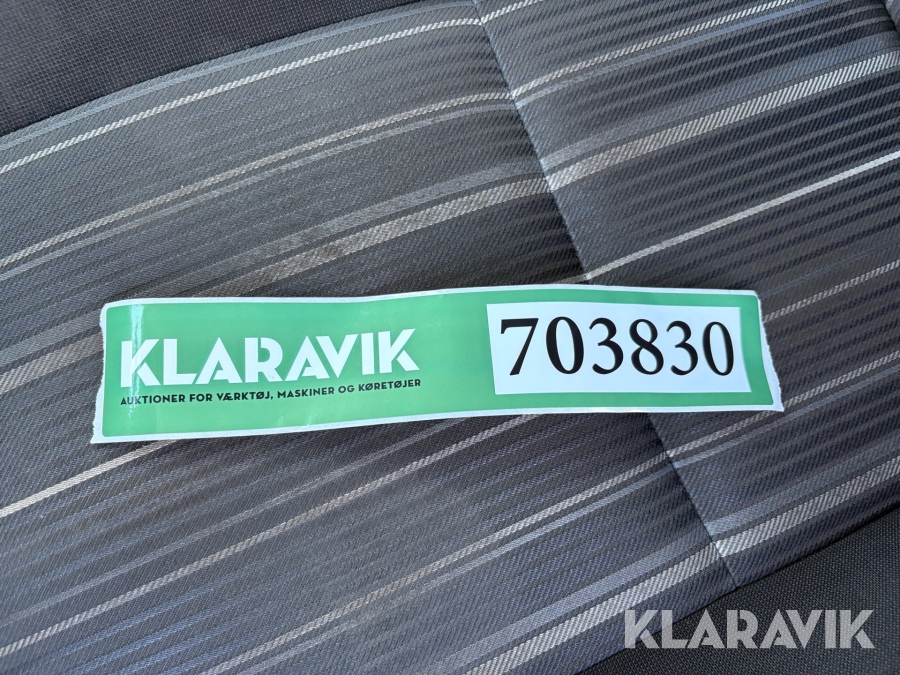 KLARAVIK
AUKTIONER FOR VÆRKTØJ, MASKINER OG KØRETØJER
703830
KLARAVIK